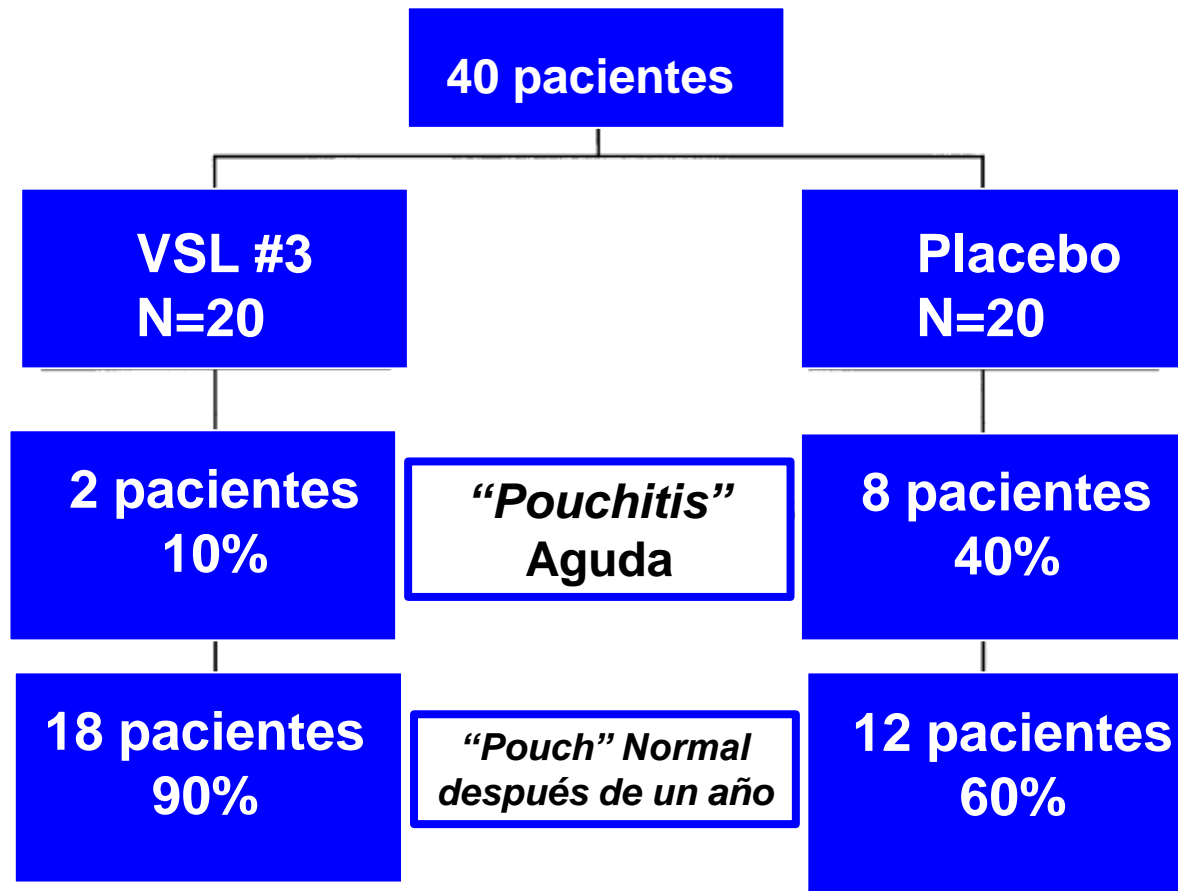 40 pacientes
VSL #3
N=20
Placebo
N=20
2 pacientes
10%
“Pouchitis”
Aguda
8 pacientes
40%
18 pacientes
90%
“Pouch” Normal
después de un año
12 pacientes
60%